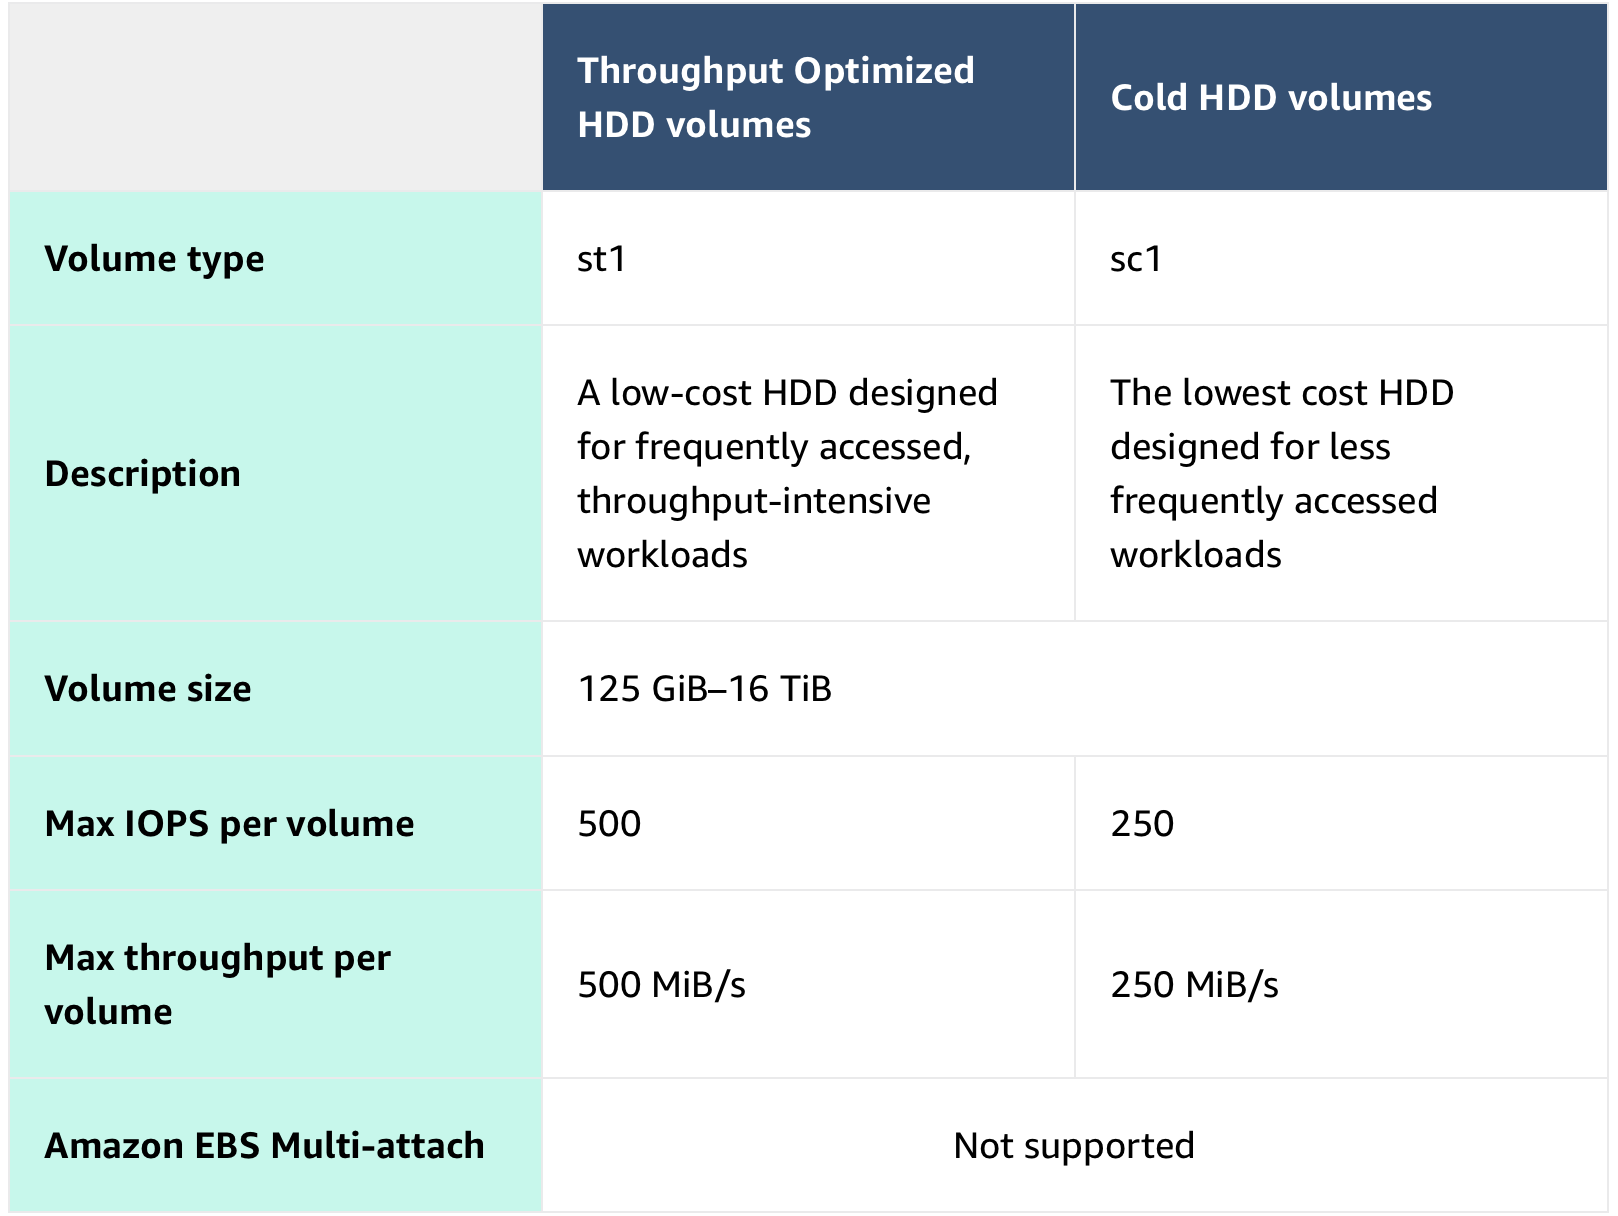 Throughput Optimized
HDD volumes
Cold HDD volumes
Volume type
st1
sc1
Description
A low-cost HDD designed
for frequently accessed,
throughput-intensive
workloads
The lowest cost HDD
designed for less
frequently accessed
workloads
Volume size
125 GiB–16 TiB
Max IOPS per volume
500
250
Max throughput per
volume
500 MiB/s
250 MiB/s
Amazon EBS Multi-attach
Not supported